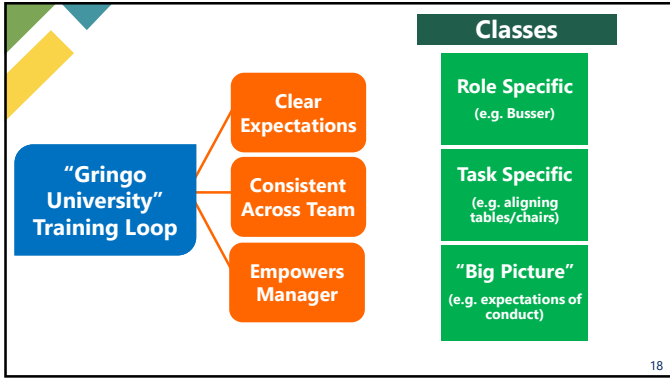 Classes
“Gringo
University”
Training Loop
Clear
Expectations
Consistent
Across Team
Empowers
Manager
Role Specific
(e.g. Busser)
Task Specific
(e.g. aligning
tables/chairs)
“Big Picture”
(e.g. expectations of
conduct)
18